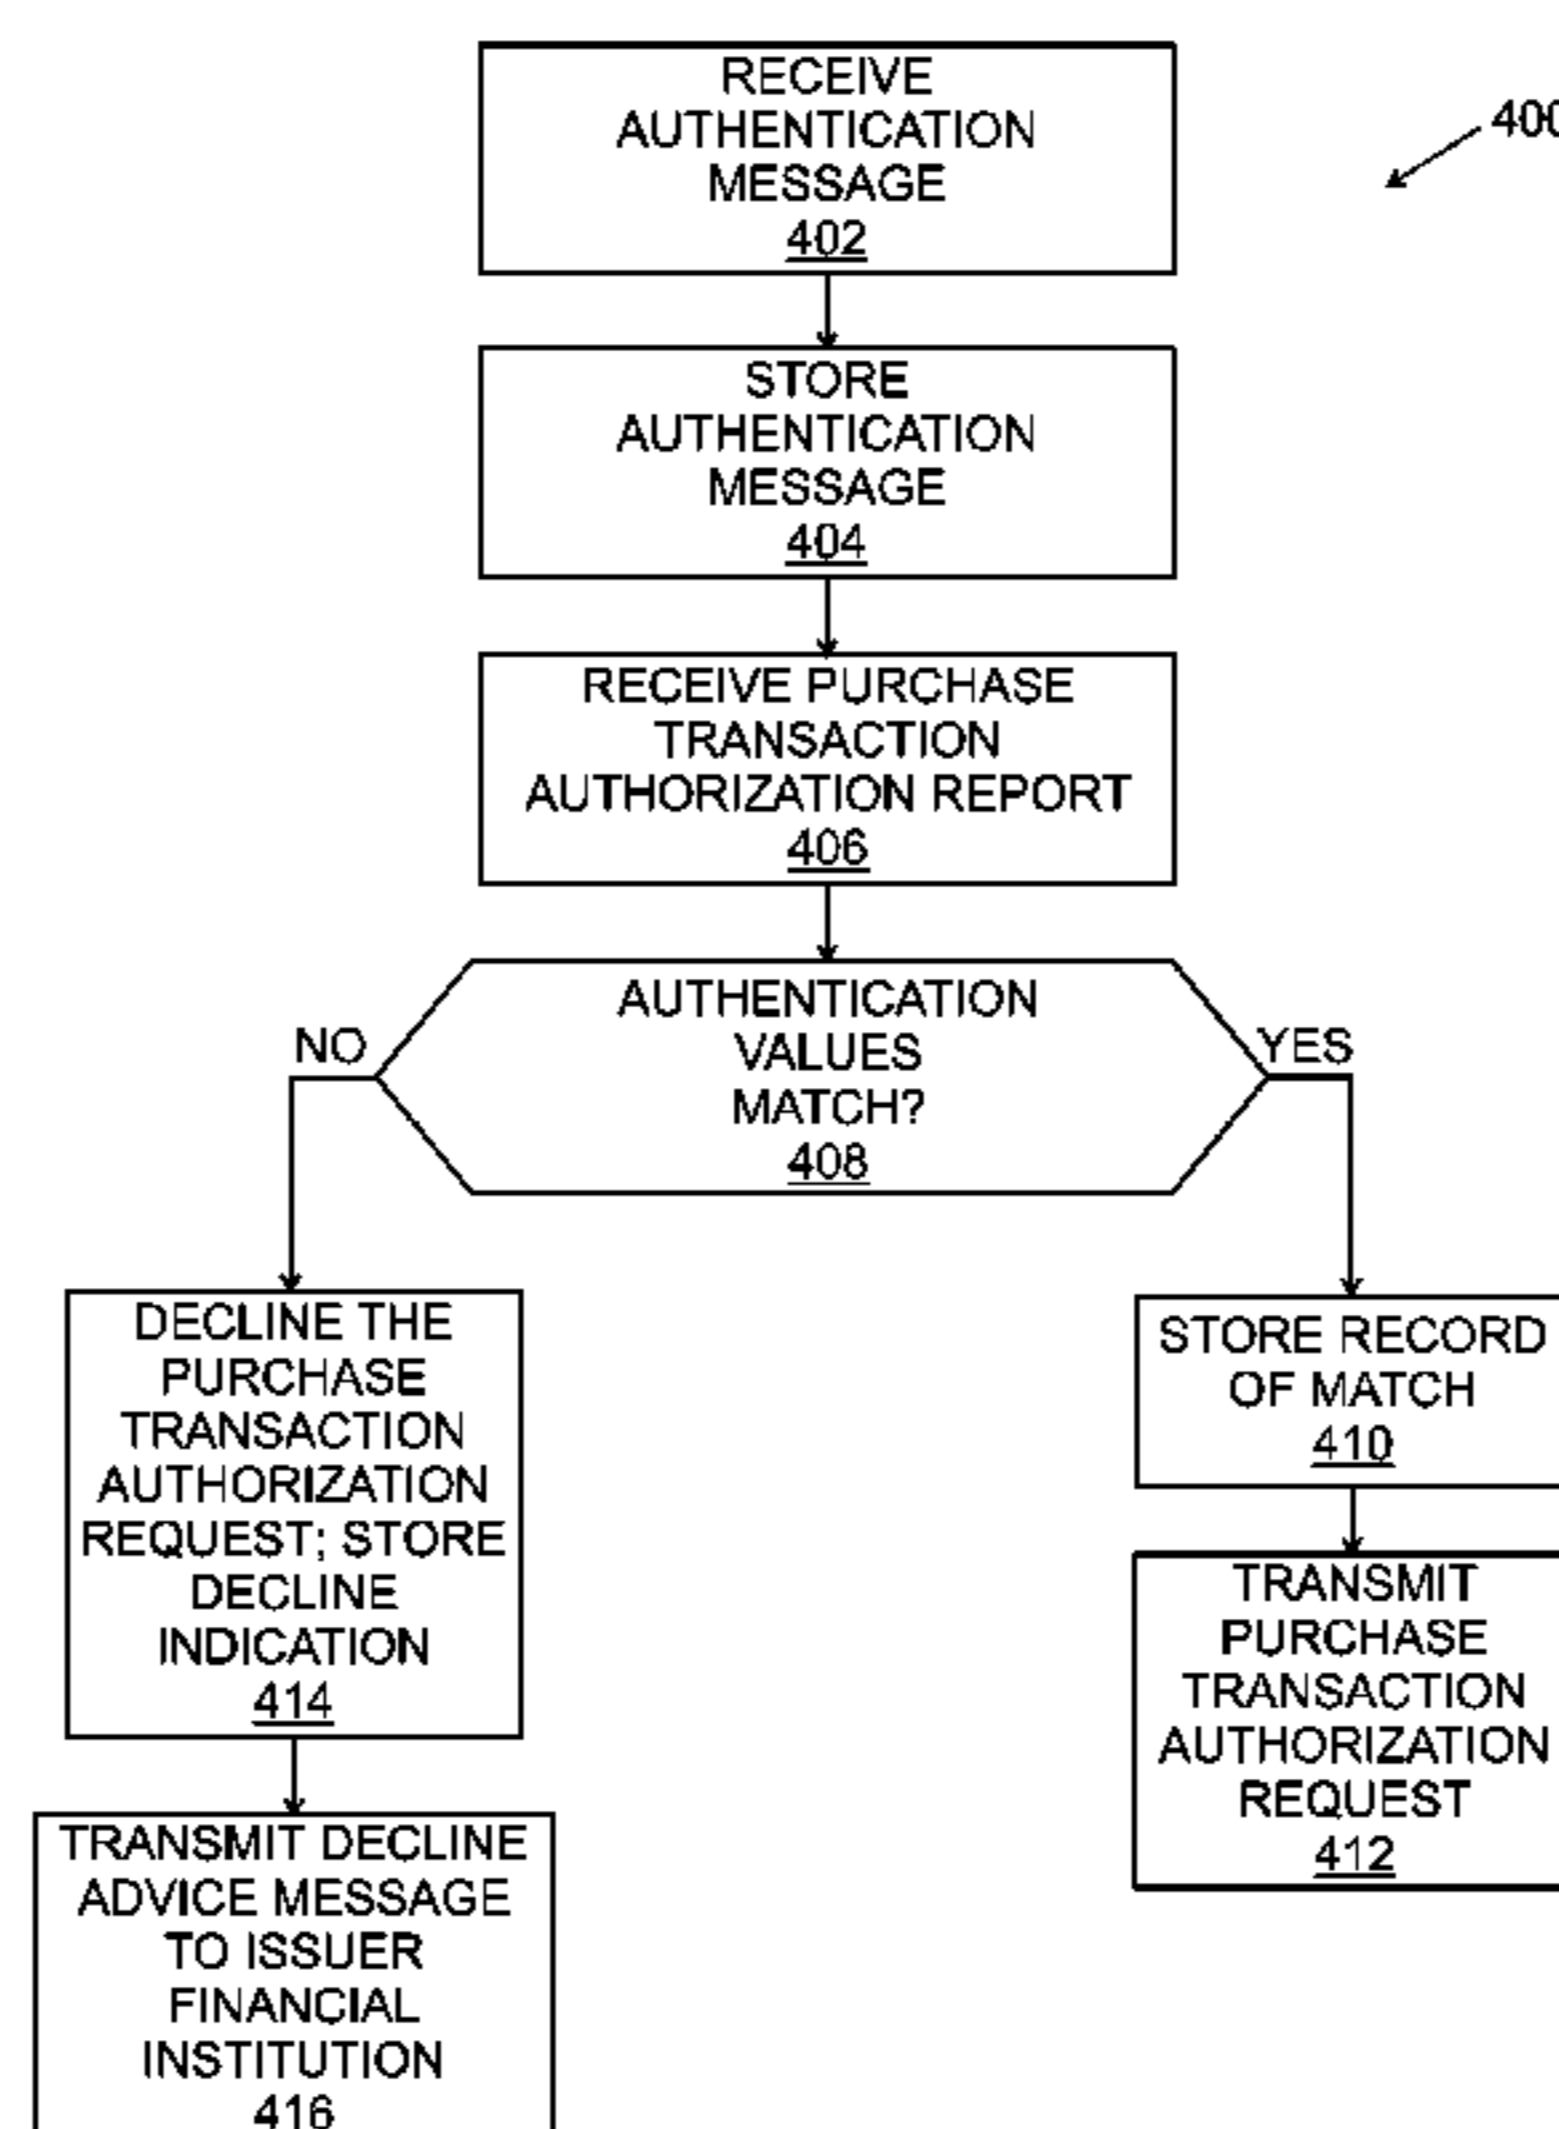 RECEIVE
AUTHENTICATION
MESSAGE
402
400
STORE
AUTHENTICATION
MESSAGE
404
RECEIVE PURCHASE
TRANSACTION
AUTHORIZATION REPORT
406
AUTHENTICATION
VALUES
MATCH?
408
NO
YES
DECLINE THE
PURCHASE
TRANSACTION
AUTHORIZATION
REQUEST; STORE
DECLINE
INDICATION
414
STORE RECORD
OF MATCH
410
TRANSMIT
PURCHASE
TRANSACTION
AUTHORIZATION
REQUEST
412
TRANSMIT DECLINE
ADVICE MESSAGE
TO ISSUER
FINANCIAL
INSTITUTION
416